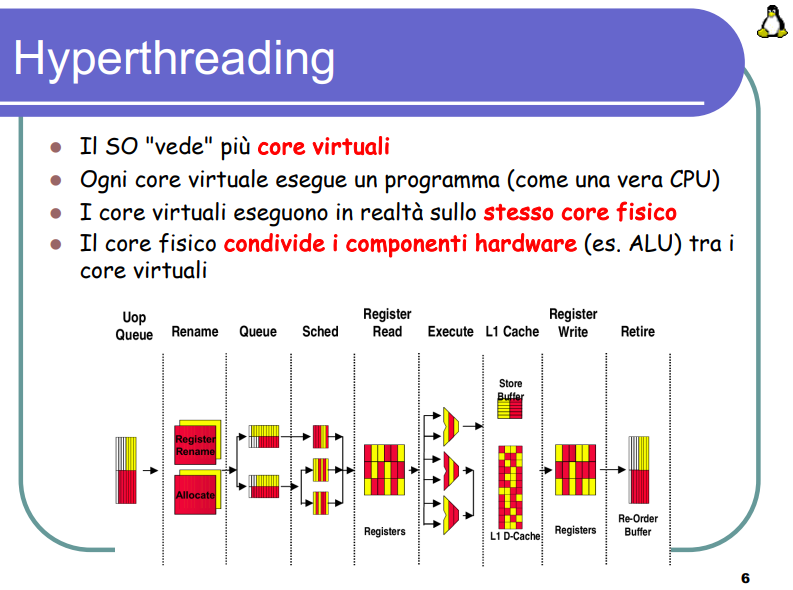 Hyperthreading
Il SO "vede" più core virtuali
Ogni core virtuale esegue un programma (come una vera CPU)
I core virtuali eseguono in realtà sullo stesso core fisico
Il core fisico condivide i componenti hardware (es. ALU) tra i
core virtuali
Uop
Queue
Rename
Queue
Sched
Register
Read
Execute
L1 Cache
Register
Write
Retire
Store
Buffer
Register
Rename
Allocate
Registers
L1 D-Cache
Registers
Re-Order
Buffer
6